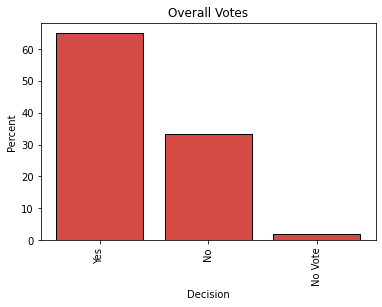 Overall Votes
Percent
60
50
40
30
20
10
0
Yes
No
No Vote
Decision